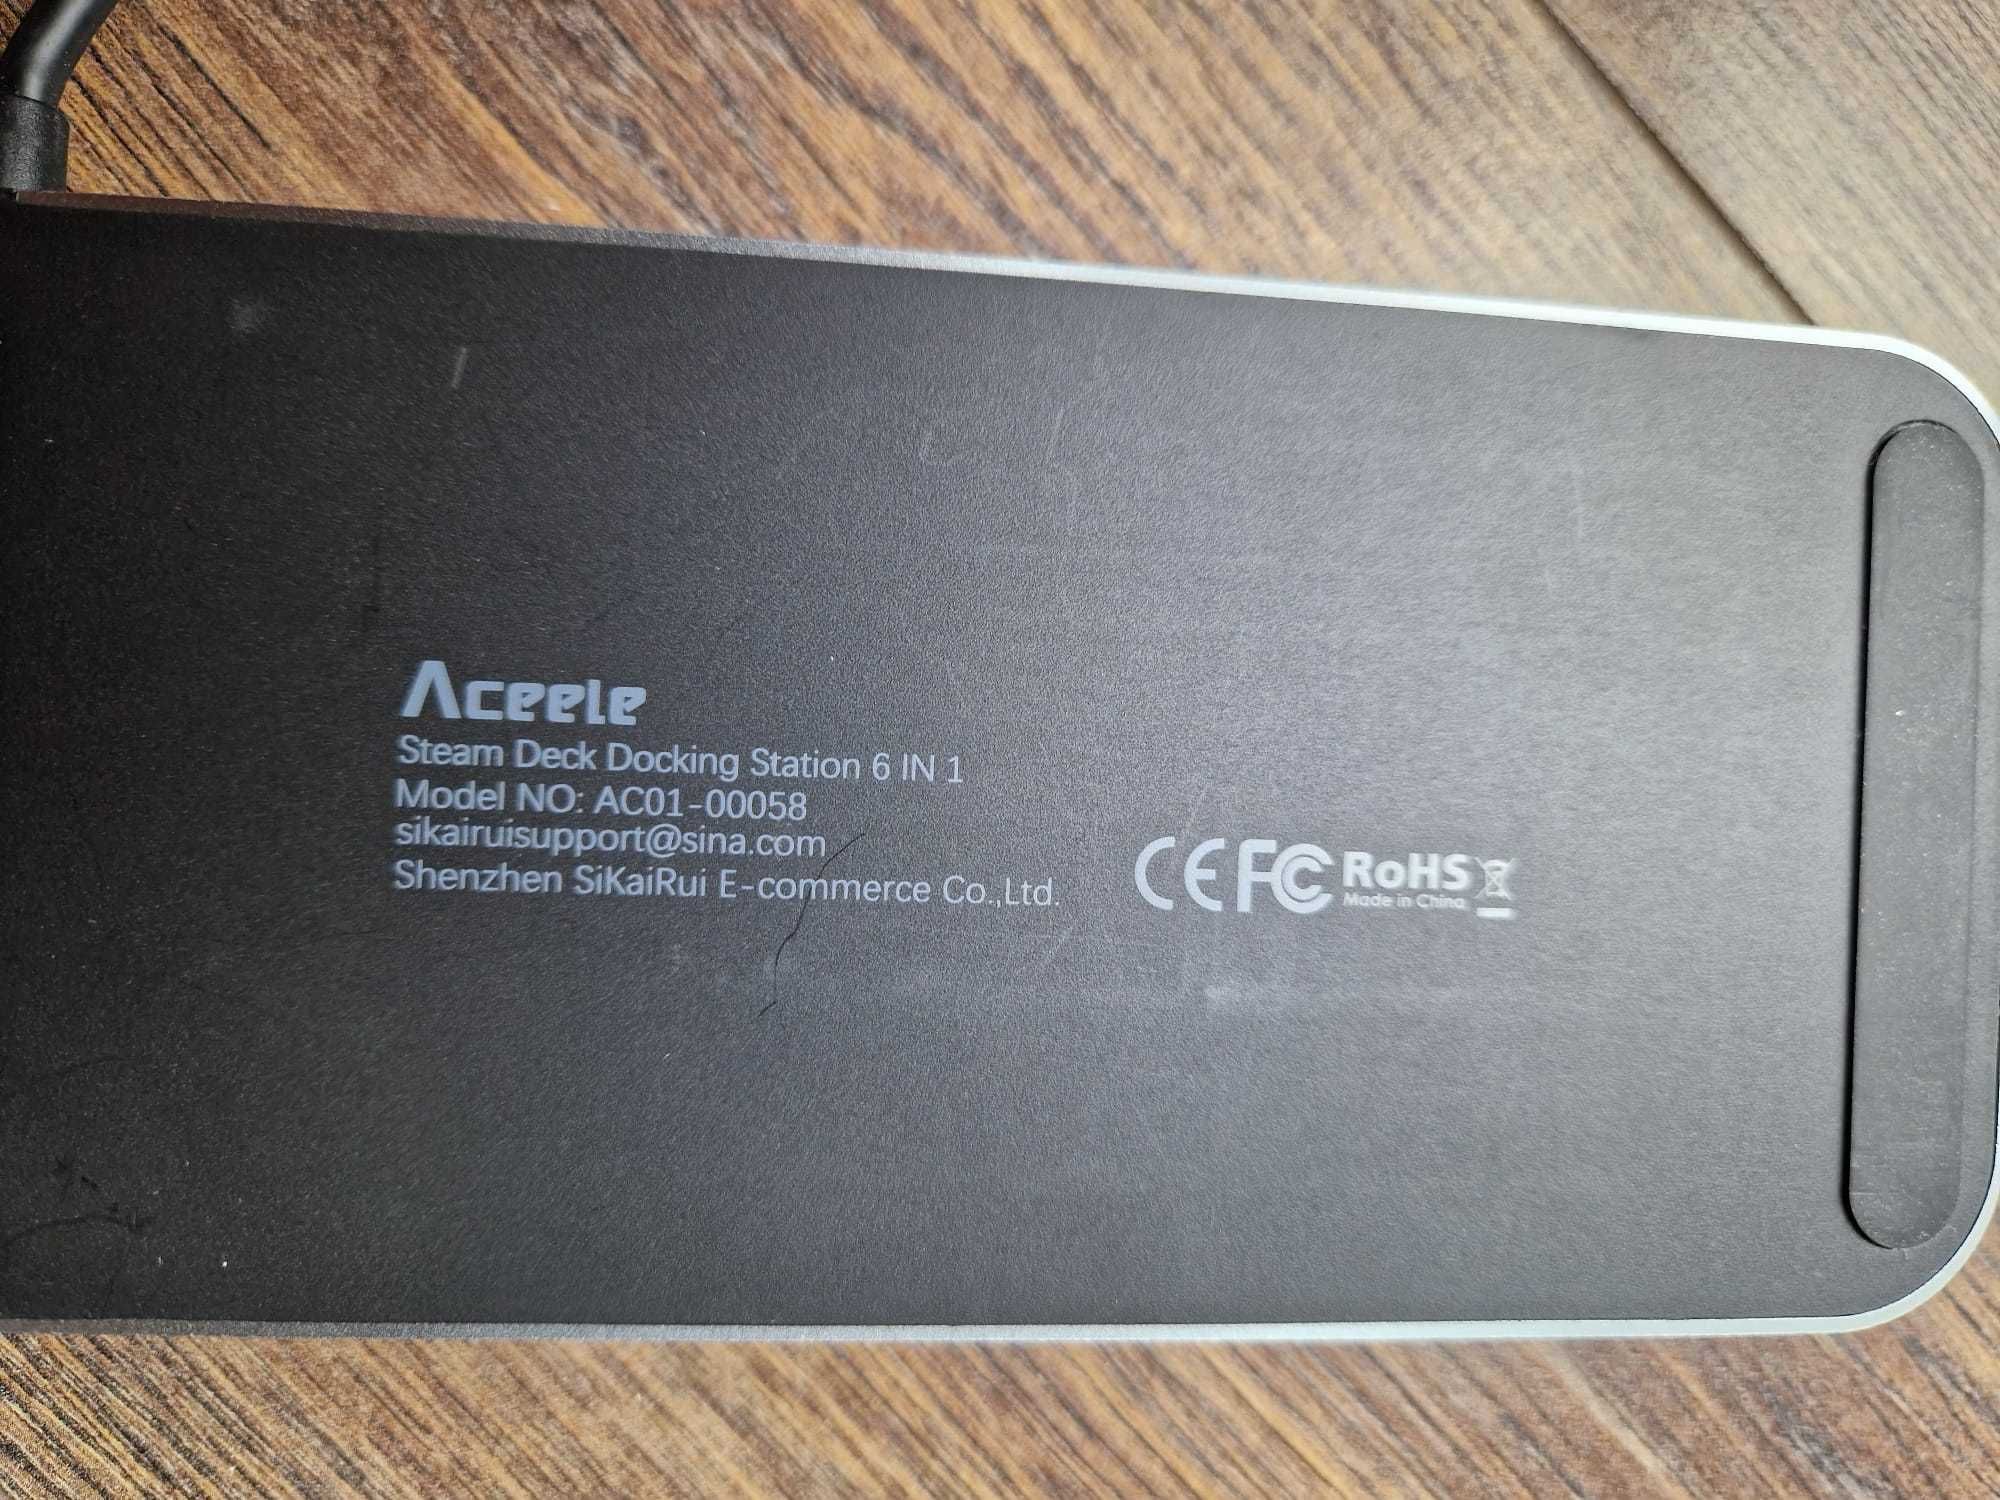 Aceele
Steam Deck Docking Station 6 IN 1
Model NO: AC01-00058
sikairuisupport@sina.com
Shenzhen SiKaiRui E-commerce Co.,Ltd.
CE FC RoHS
Made in China